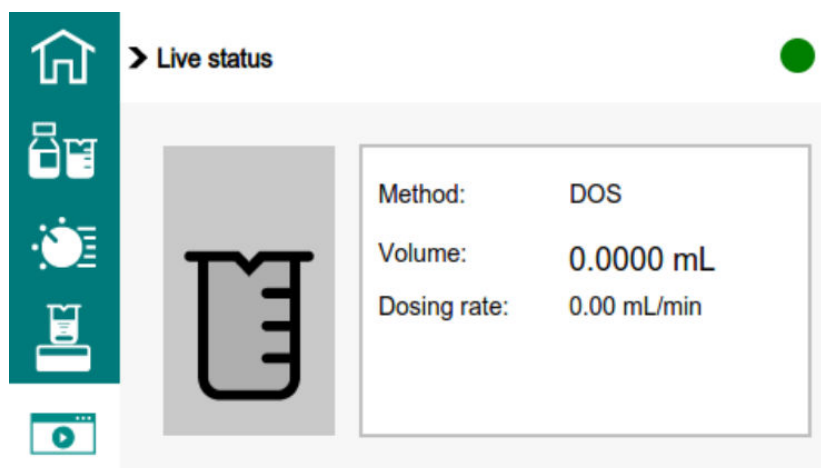 Live status
Method: DOS
Volume: 0.0000 mL
Dosing rate: 0.00 mL/min